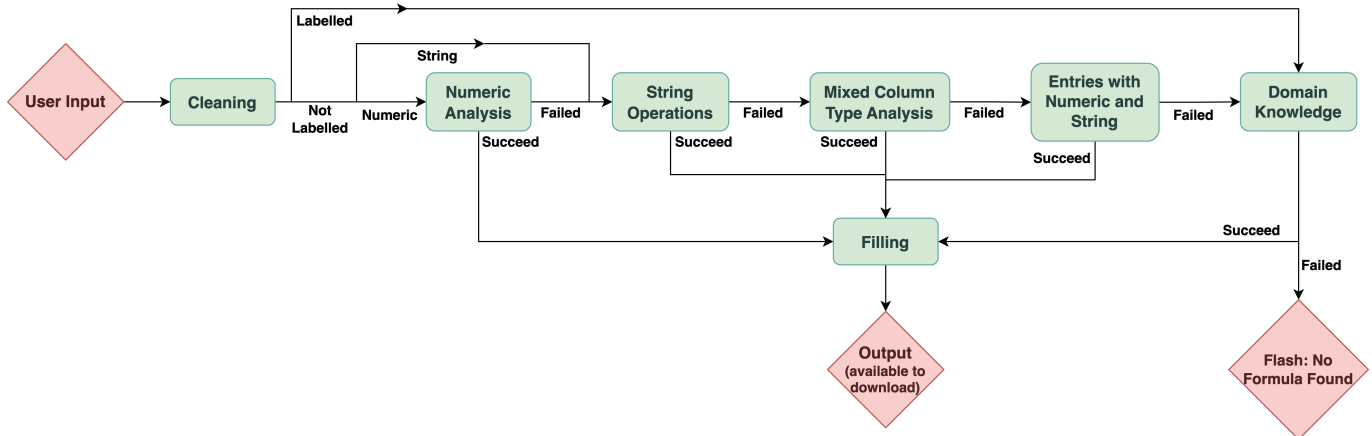 Labelled
String
User Input
Cleaning
Not
Labelled
Numeric
Numeric
Analysis
Failed
Succeed
String
Operations
Failed
Succeed
Mixed Column
Type Analysis
Failed
Succeed
Entries with
Numeric and
String
Failed
Succeed
Domain
Knowledge
Filling
Succeed
Failed
Output
(available to
download)
Flash: No
Formula Found